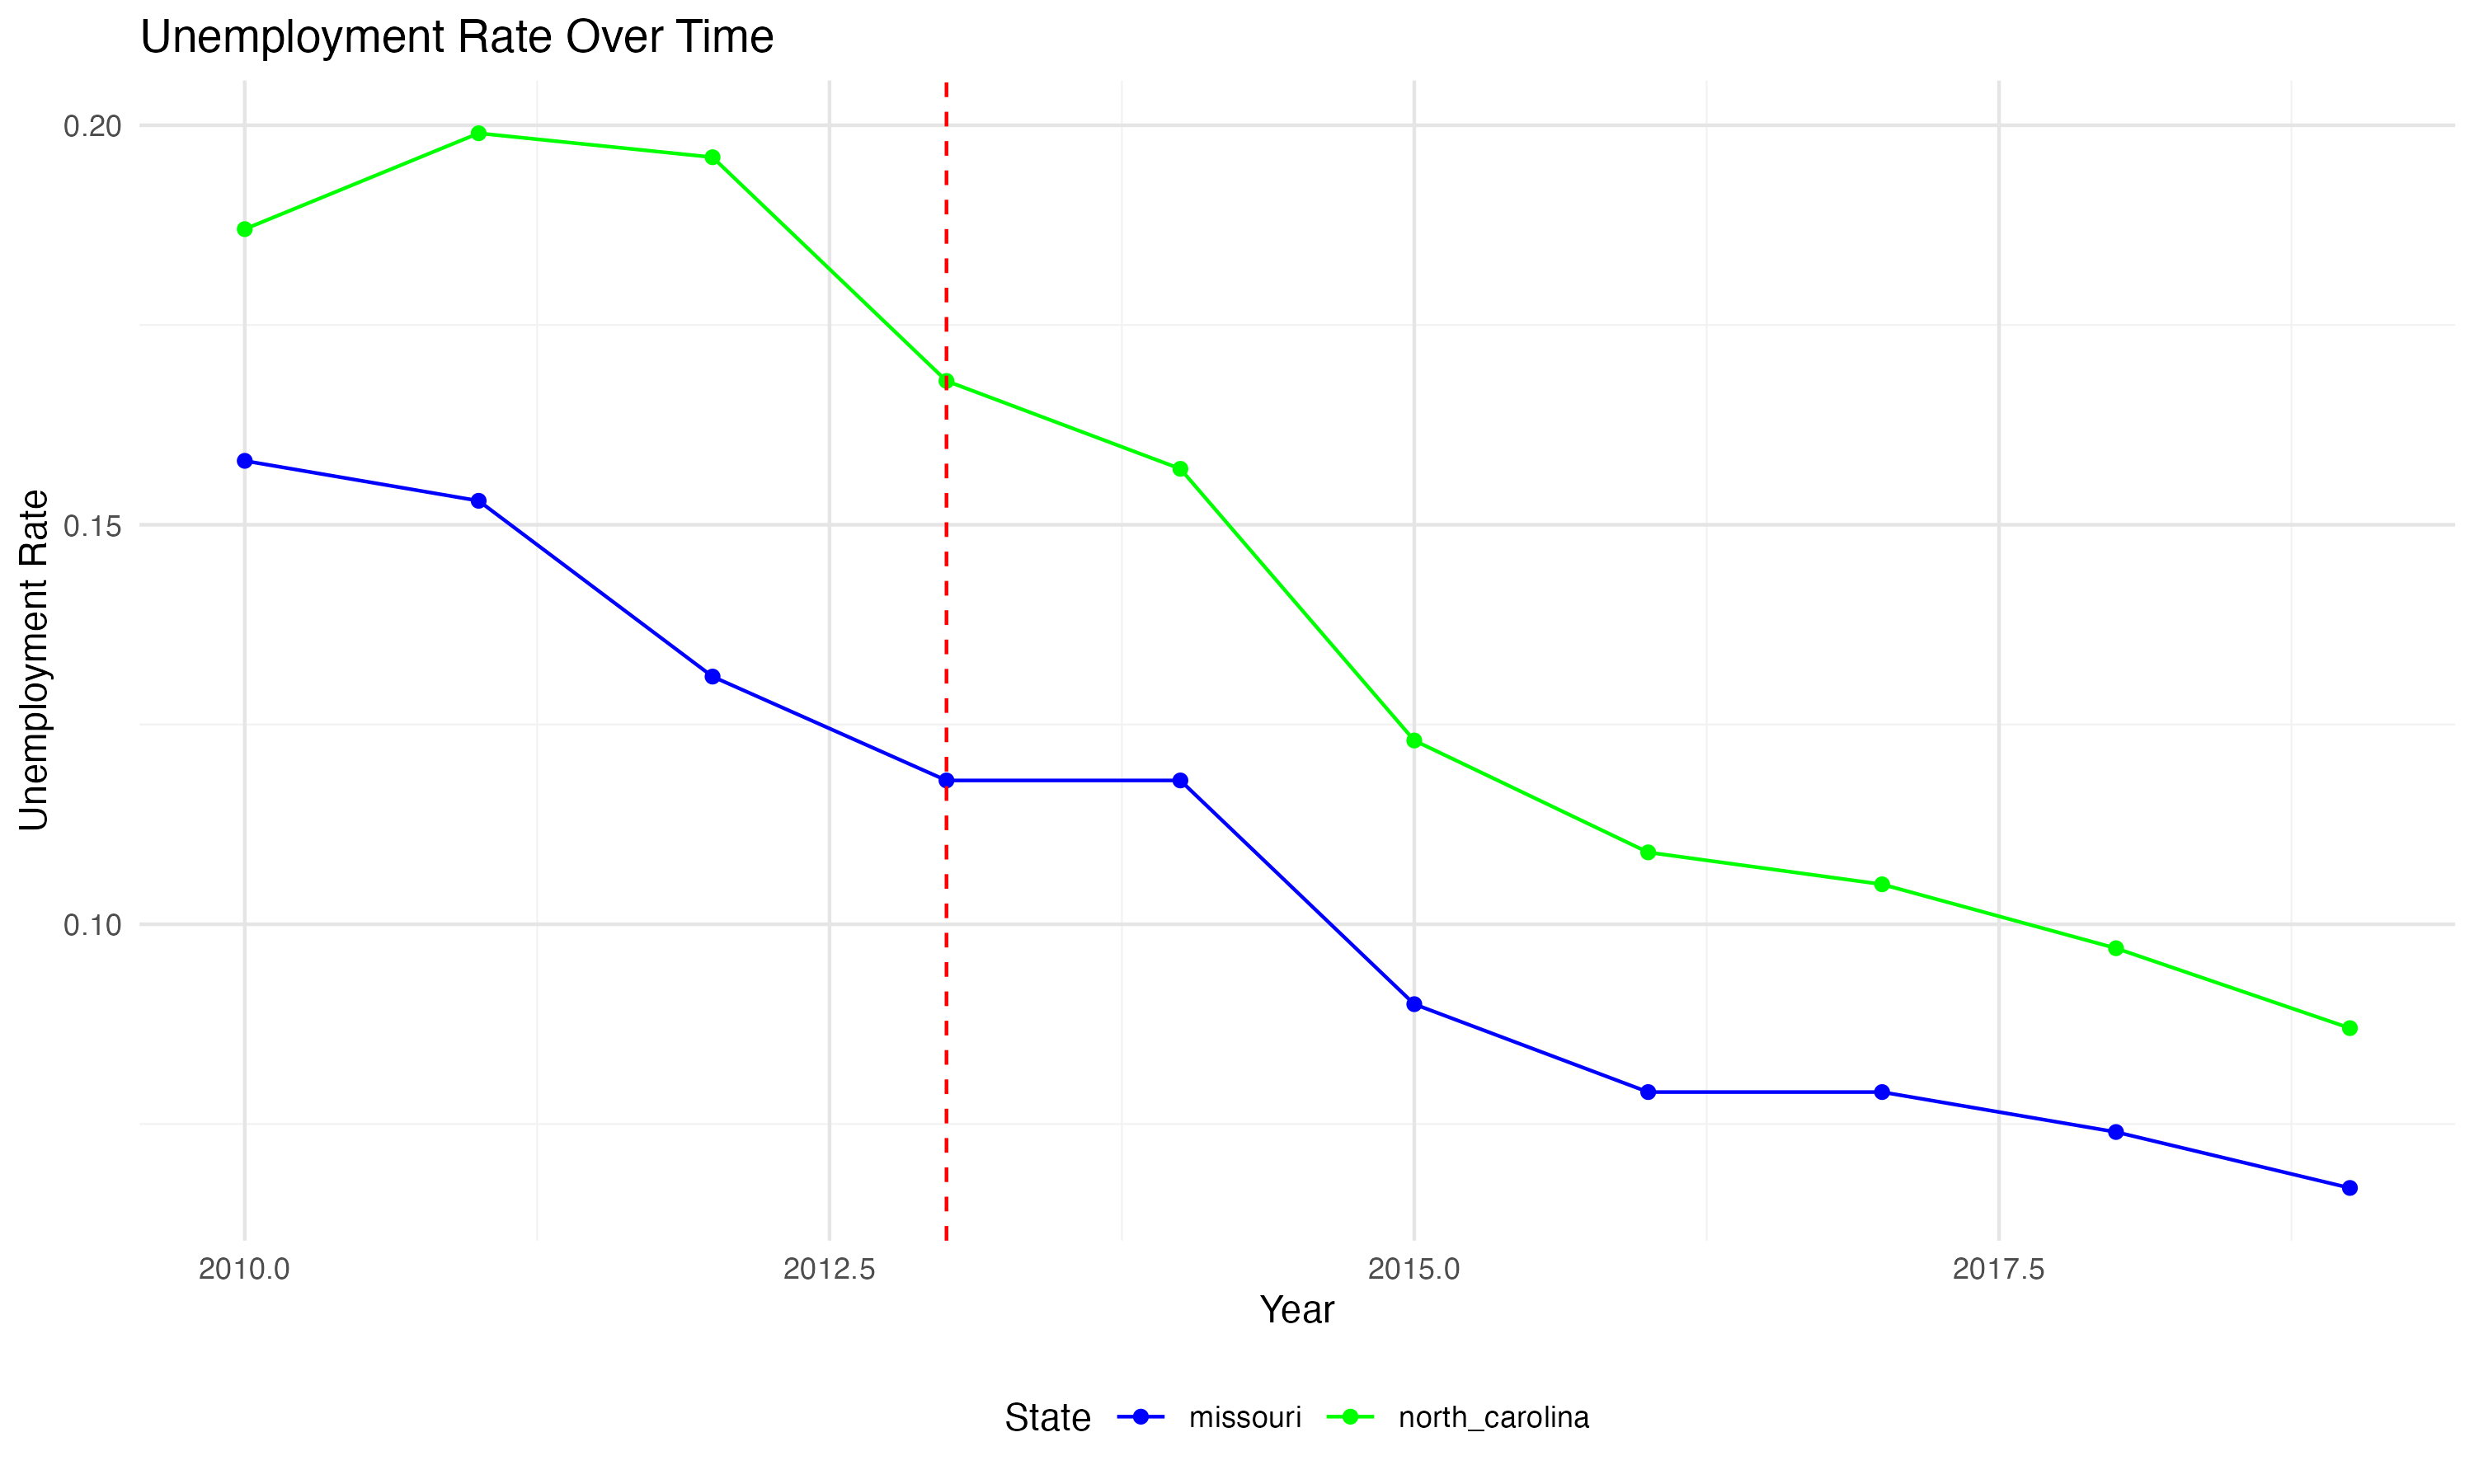 Unemployment Rate Over Time
Unemployment Rate
0.20
0.15
0.10
2010.0 2012.5 2015.0 2017.5
Year
State missouri north_carolina